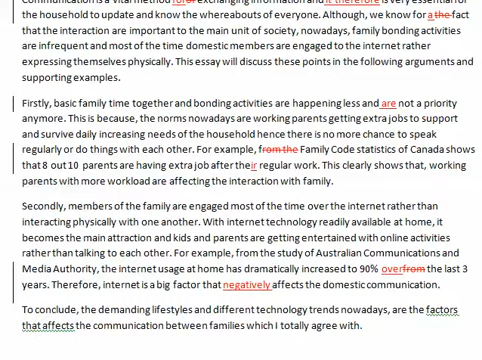 Communication is a vital method exchanging information and it therefore is very essential for
the household to update and know the whereabouts of everyone. Although, we know for a the fact
that the interaction are important to the main unit of society, nowadays, family bonding activities
are infrequent and most of the time domestic members are engaged to the internet rather
expressing themselves physically. This essay will discuss these points in the following arguments and
supporting examples.
Firstly, basic family time together and bonding activities are happening less and are not a priority
anymore. This is because, the norms nowadays are working parents getting extra jobs to support
and survive daily increasing needs of the household hence there is no more chance to speak
regularly or do things with each other. For example, from the Family Code statistics of Canada shows
that 8 out 10 parents are having extra job after their regular work. This clearly shows that, working
parents with more workload are affecting the interaction with family.
Secondly, members of the family are engaged most of the time over the internet rather than
interacting physically with one another. With internet technology readily available at home, it
becomes the main attraction and kids and parents are getting entertained with online activities
rather than talking to each other. For example, from the study of Australian Communications and
Media Authority, the internet usage at home has dramatically increased to 90% over from the last 3
years. Therefore, internet is a big factor that negatively affects the domestic communication.
To conclude, the demanding lifestyles and different technology trends nowadays, are the factors
that affects the communication between families which I totally agree with.